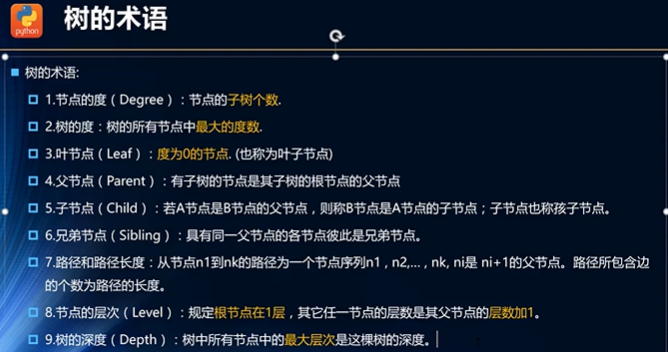 python
树的术语
树的术语:
1.节点的度（Degree）：节点的子树个数.
2.树的度：树的所有节点中最大的度数.
3.叶节点（Leaf）：度为0的节点. (也称为叶子节点)
4.父节点（Parent）：有子树的节点是其子树的根节点的父节点
5.子节点（Child）：若A节点是B节点的父节点，则称B节点是A节点的子节点；子节点也称孩子节点。
6.兄弟节点（Sibling）：具有同一父节点的各节点彼此是兄弟节点。
7.路径和路径长度：从节点n1到nk的路径为一个节点序列n1 , n2,... , nk, ni是 ni+1的父节点。路径所包含边
的个数为路径的长度。
8.节点的层次（Level）：规定根节点在1层，其它任一节点的层数是其父节点的层数加1。
9.树的深度（Depth）：树中所有节点中的最大层次是这棵树的深度。